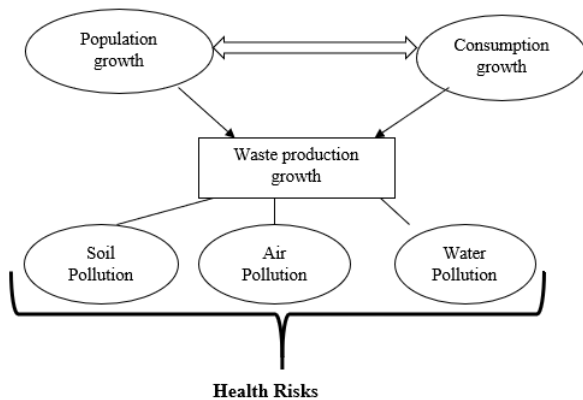 Population
growth
Consumption
growth
Waste production
growth
Soil
Pollution
Air
Pollution
Water
Pollution
Health Risks